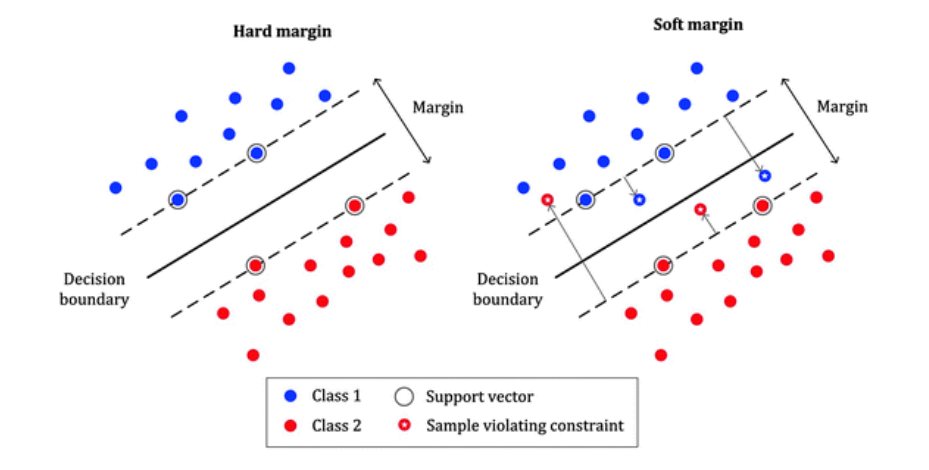 Hard margin
Soft margin
Margin
Margin
Decision
boundary
Decision
boundary
Class 1
Support vector
Class 2
Sample violating constraint